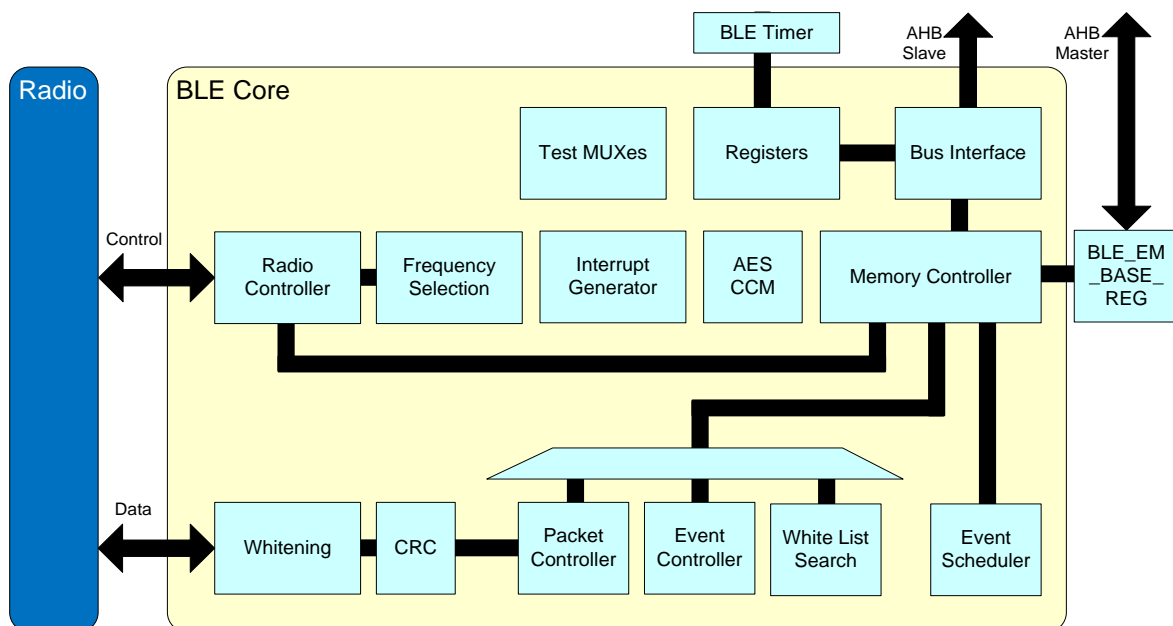 BLE Timer
AHB
Slave
AHB
Master
Radio
BLE Core
Test MUXes
Registers
Bus Interface
Control
Radio
Controller
Frequency
Selection
Interrupt
Generator
AES
CCM
Memory Controller
BLE_EM
_BASE_
REG
Data
Whitening
CRC
Packet
Controller
Event
Controller
White List
Search
Event
Scheduler